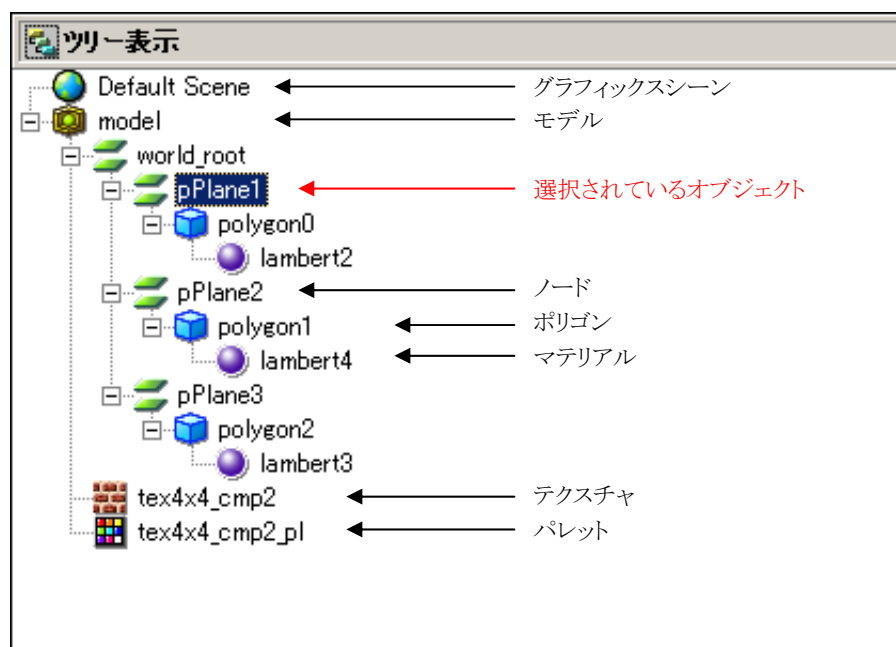 ツリー表示
Default Scene グラフィックスシーン
model モデル
world_root
pPlane1 選択されているオブジェクト
polygon0
lambert2
pPlane2 ノード
polygon1 ポリゴン
lambert4 マテリアル
pPlane3
polygon2
lambert3
tex4x4_cmp2 テクスチャ
tex4x4_cmp2_pl パレット